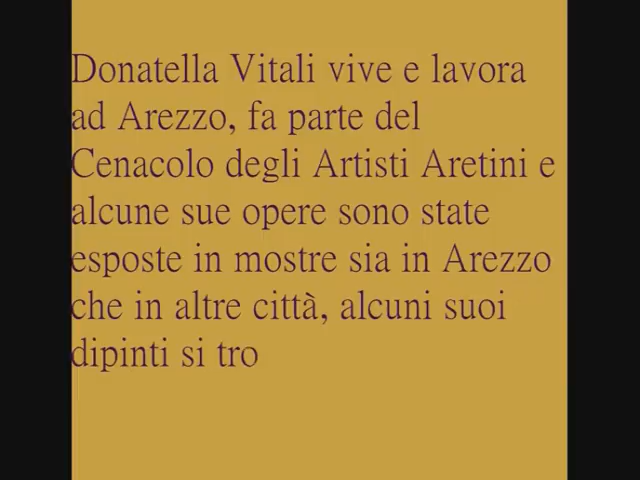 Donatella Vitali vive e lavora
ad Arezzo, fa parte del
Cenacolo degli Artisti Aretini e
alcune sue opere sono state
esposte in mostre sia in Arezzo
che in altre città, alcuni suoi
dipinti si tro